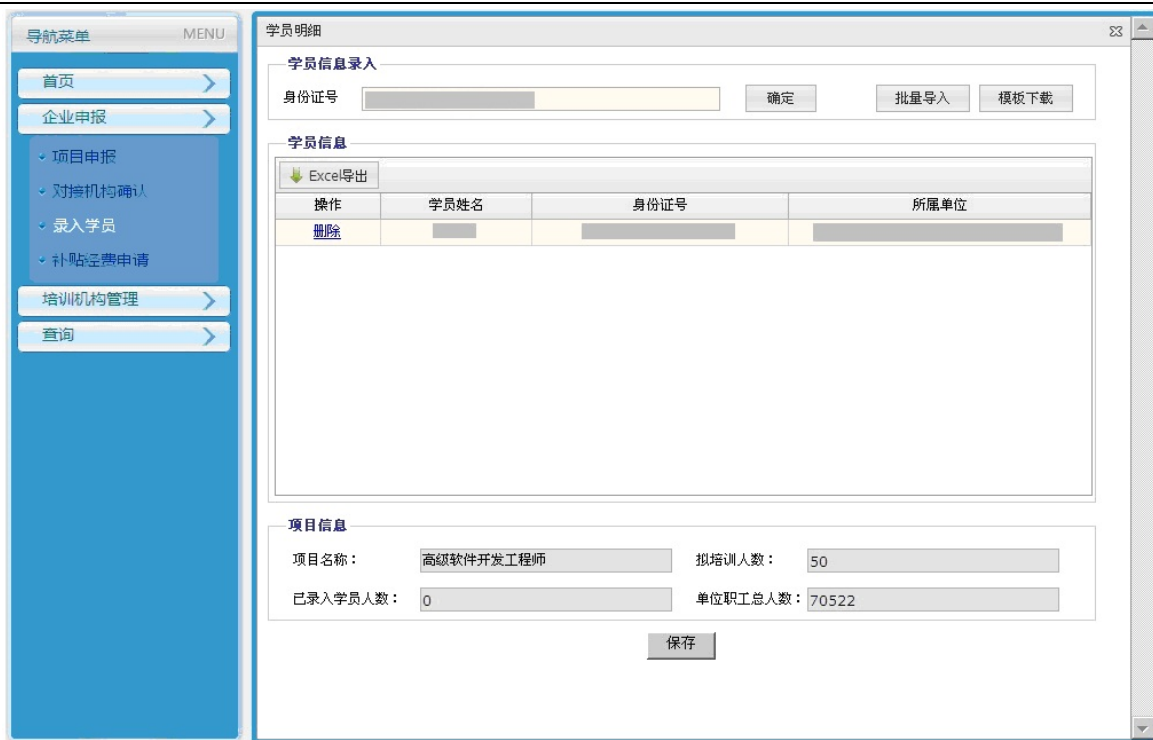 导航菜单 MENU
首页
企业申报
项目申报
对接机构确认
录入学员
补贴经费申请
培训机构管理
查询
学员明细
学员信息录入
身份证号 确定 批量导入 模板下载
学员信息
Excel导出
操作 学员姓名 身份证号 所属单位
删除
项目信息
项目名称： 高级软件开发工程师 拟培训人数： 50
已录入学员人数： 0 单位职工总人数： 70522
保存